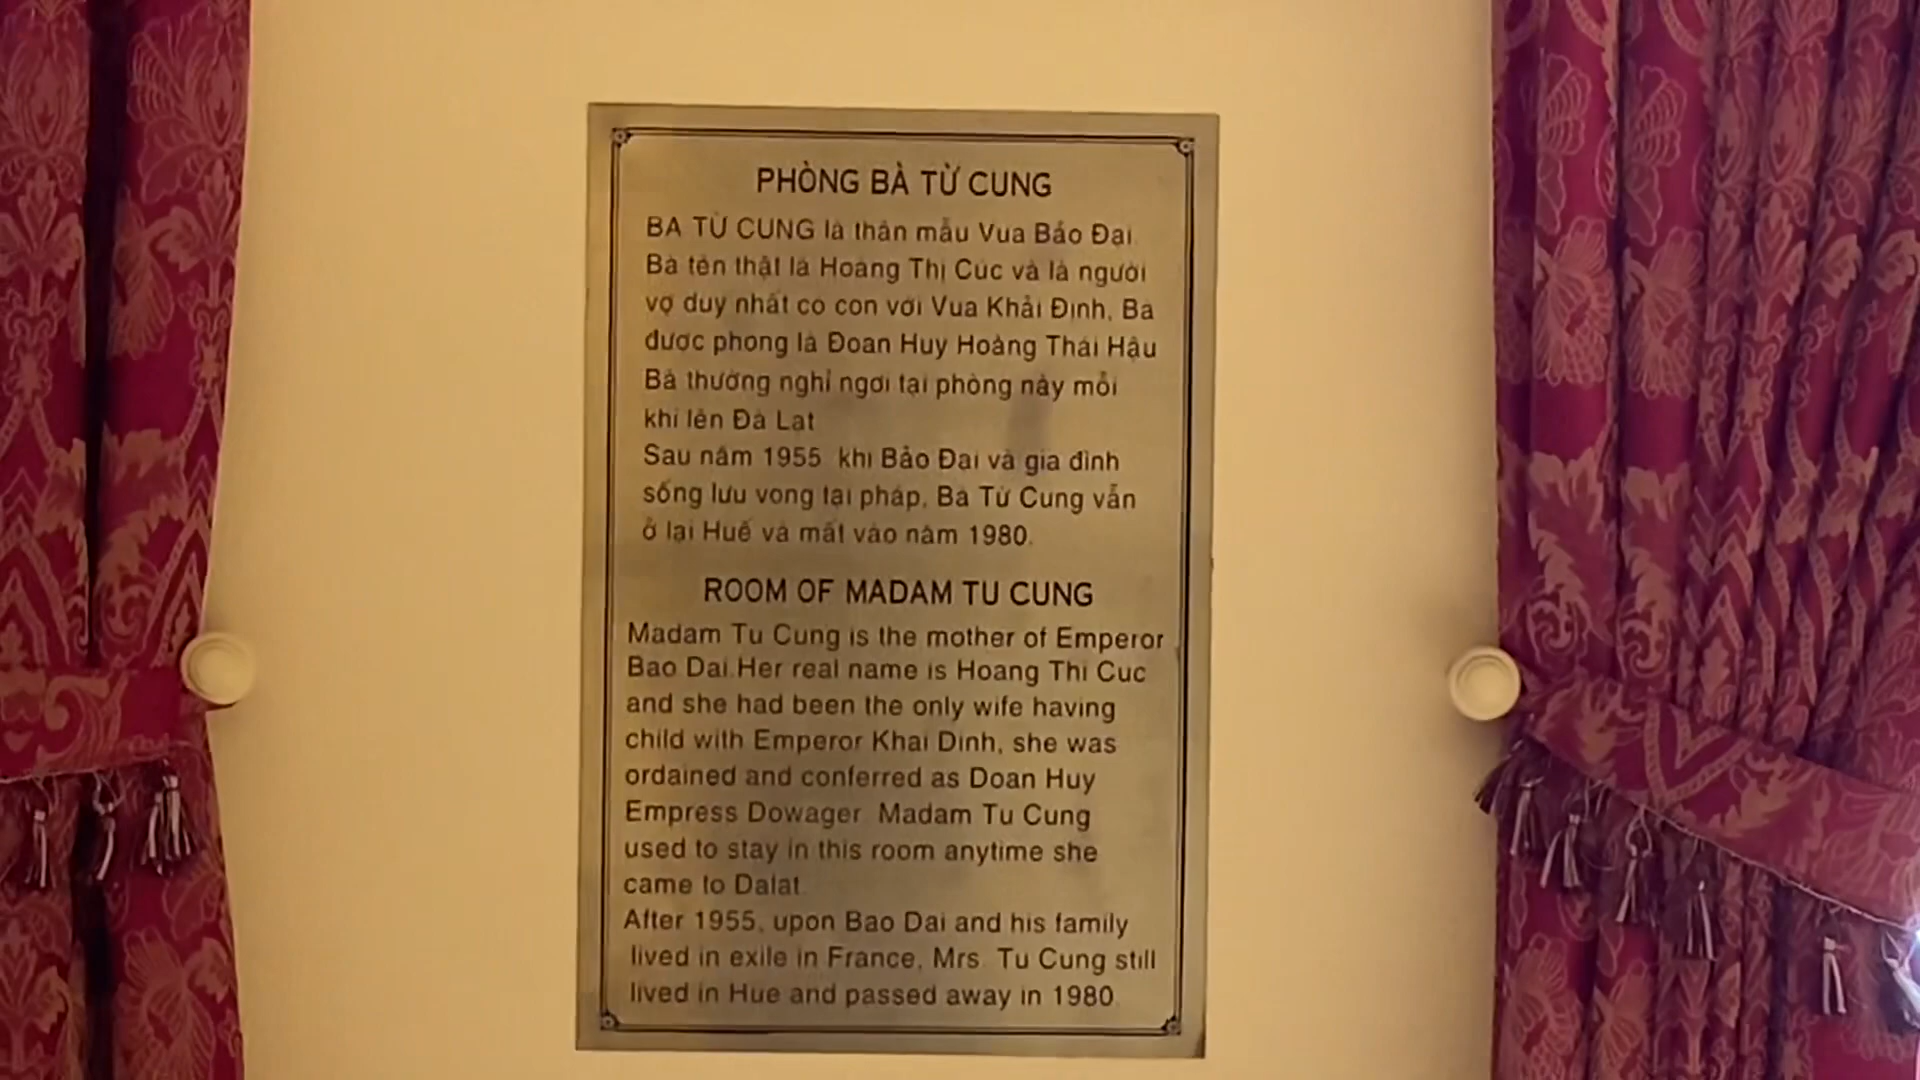 PHÒNG BÀ TỪ CUNG
BA TỪ CUNG là thân mẫu Vua Bảo Đại.
Bà tên thật là Hoàng Thị Cúc và là người
vợ duy nhất có con với Vua Khải Định, Bà
được phong là Đoan Huy Hoàng Thái Hậu
Bà thường nghỉ ngơi tại phòng này mỗi
khi lên Đà Lạt
Sau năm 1955 khi Bảo Đại và gia đình
sống lưu vong tại pháp, Bà Từ Cung vẫn
ở lại Huế và mất vào năm 1980.
ROOM OF MADAM TU CUNG
Madam Tu Cung is the mother of Emperor
Bao Dai.Her real name is Hoang Thi Cuc
and she had been the only wife having
child with Emperor Khai Dinh, she was
ordained and conferred as Doan Huy
Empress Dowager Madam Tu Cung
used to stay in this room anytime she
came to Dalat
After 1955, upon Bao Dai and his family
lived in exile in France, Mrs. Tu Cung still
lived in Hue and passed away in 1980